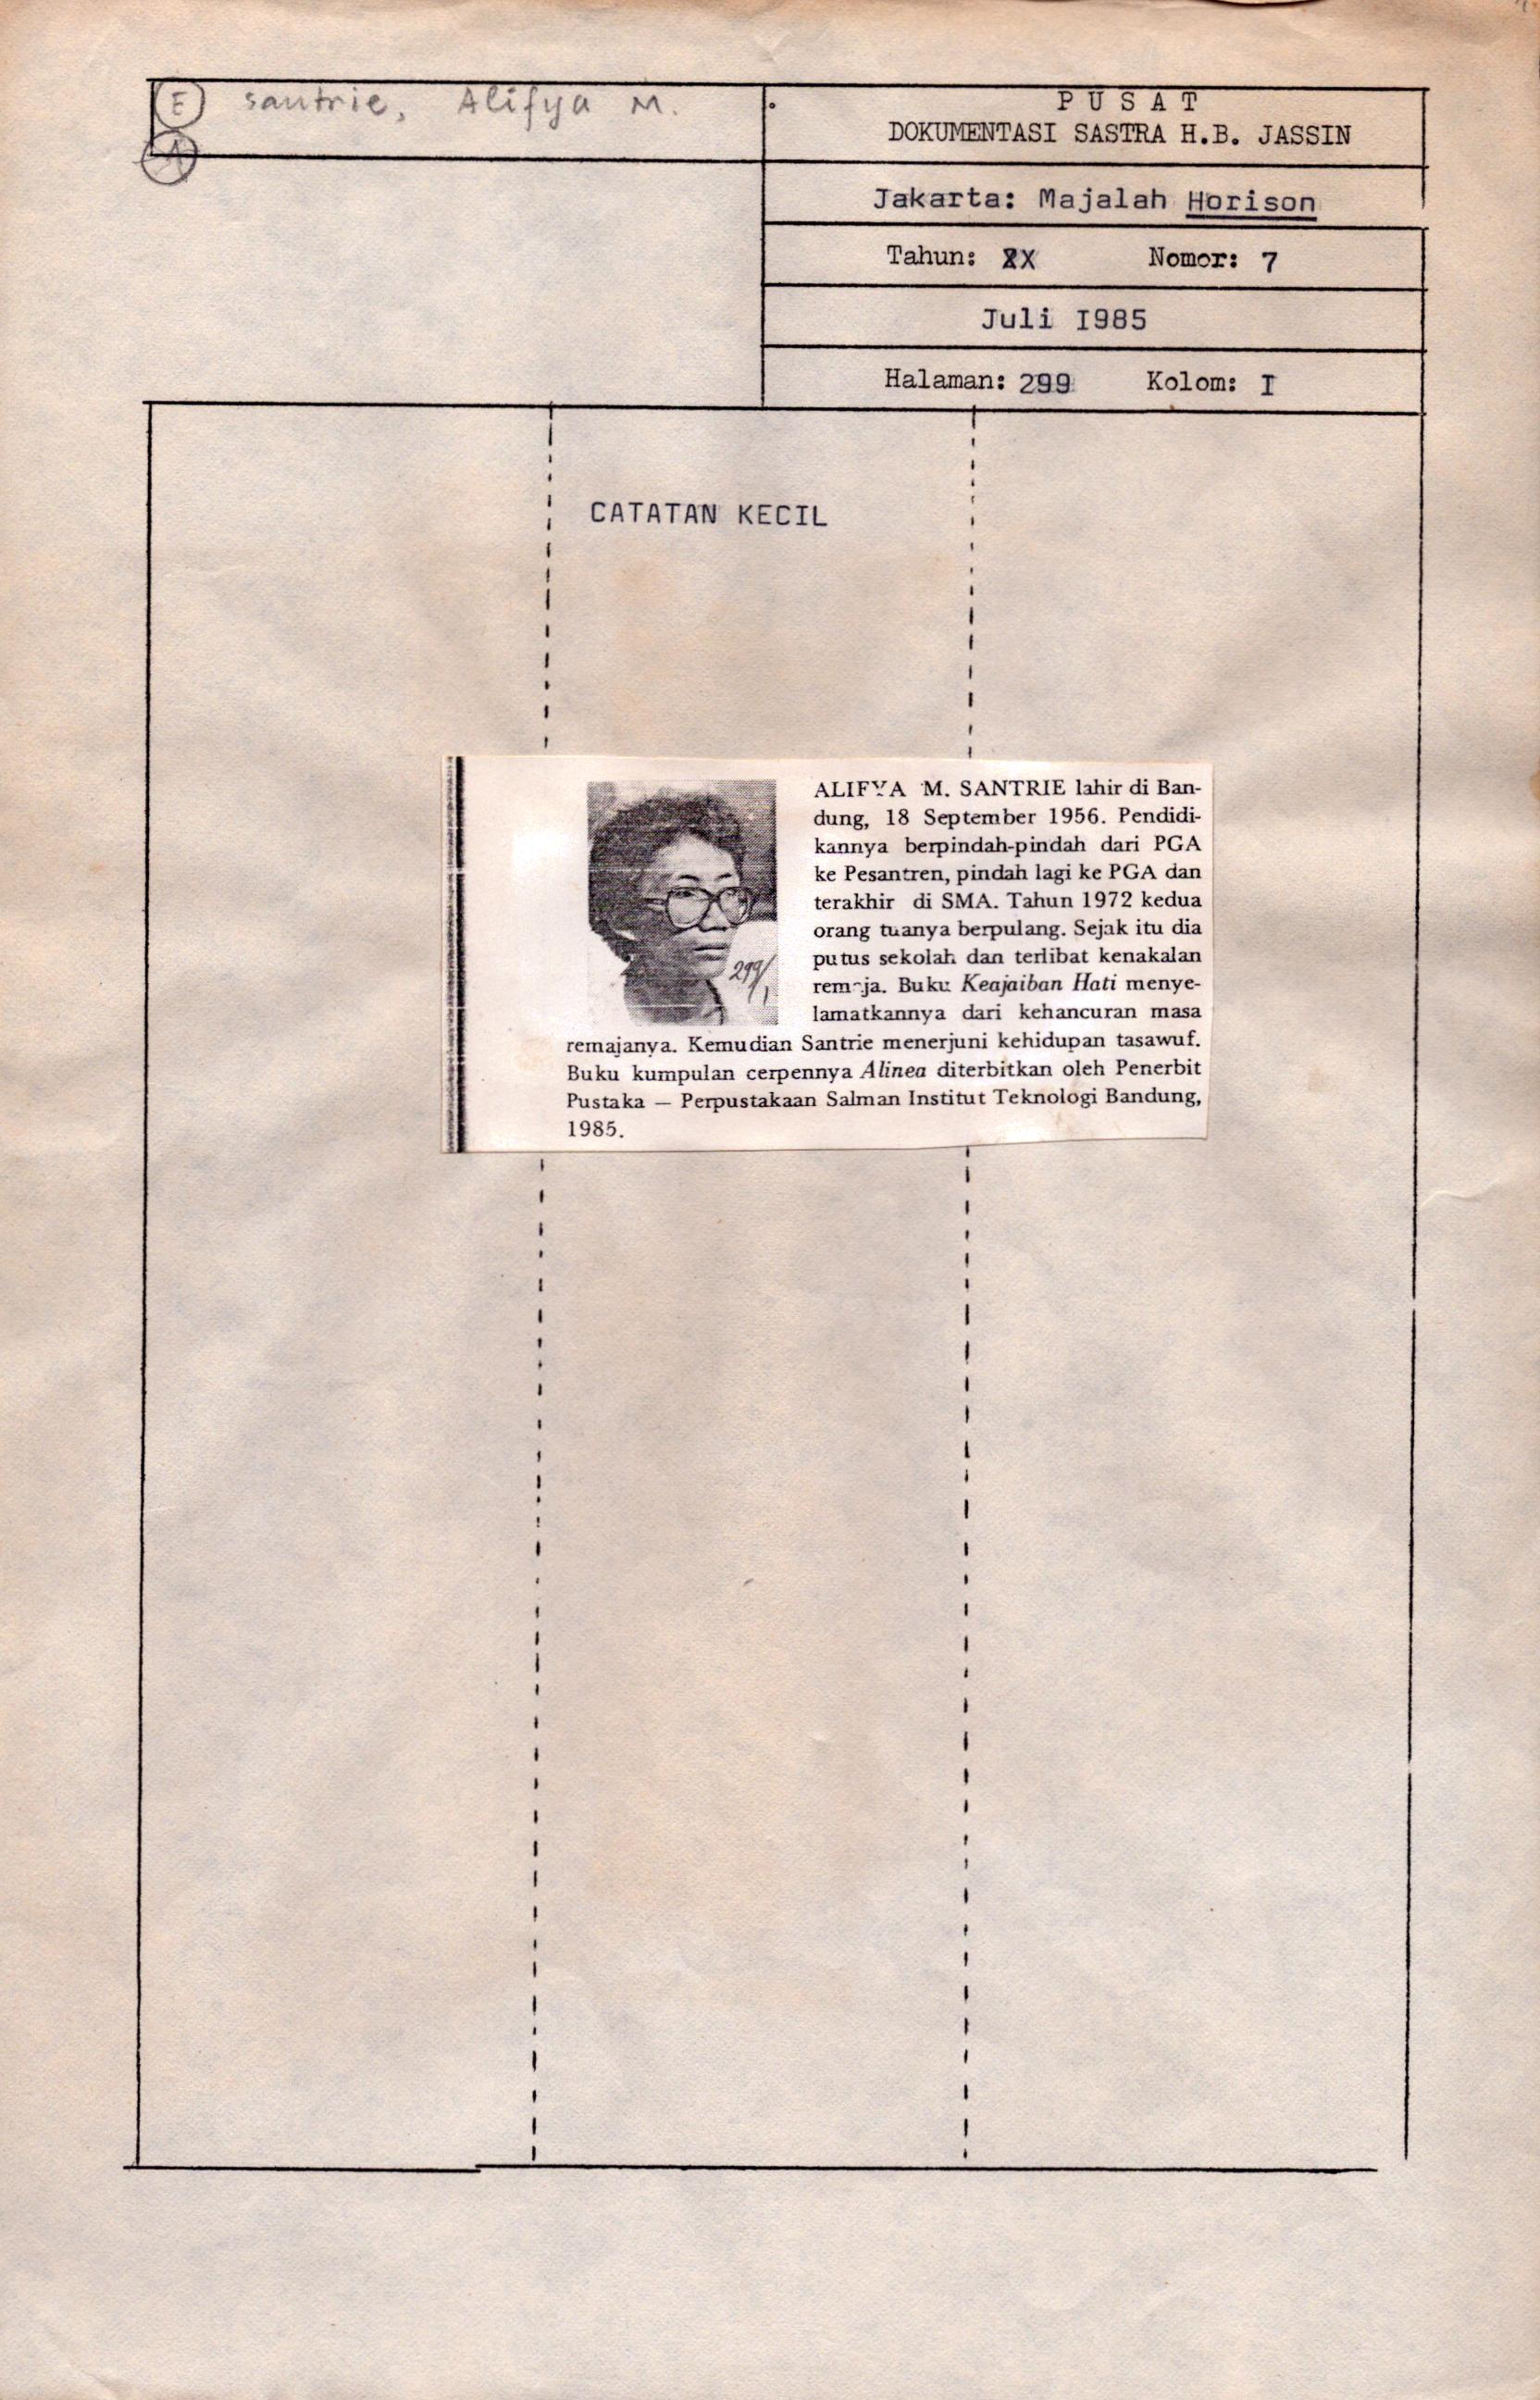 E Santrie, Alifya M.
PUSAT
DOKUMENTASI SASTRA H.B. JASSIN
Jakarta: Majalah Horison
Tahun: XX Nomor: 7
Juli I985
Halaman: 299 Kolom: I
CATATAN KECIL
ALIFYA M. SANTRIE lahir di Ban-
dung, 18 September 1956. Pendidi-
kannya berpindah-pindah dari PGA
ke Pesantren, pindah lagi ke PGA dan
terakhir di SMA. Tahun 1972 kedua
orang tuanya berpulang. Sejak itu dia
putus sekolah dan terlibat kenakalan
remaja. Buku Keajaiban Hati menye-
lamatkannya dari kehancuran masa
299/1
remajanya. Kemudian Santrie menerjuni kehidupan tasawuf.
Buku kumpulan cerpennya Alinea diterbitkan oleh Penerbit
Pustaka — Perpustakaan Salman Institut Teknologi Bandung,
1985.